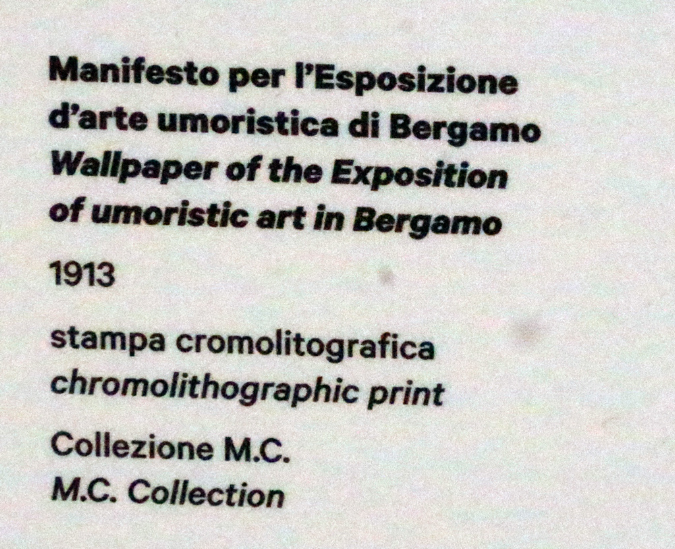 Manifesto per l’Esposizione
d’arte umoristica di Bergamo
Wallpaper of the Exposition
of umoristic art in Bergamo
1913
stampa cromolitografica
chromolithographic print
Collezione M.C.
M.C. Collection